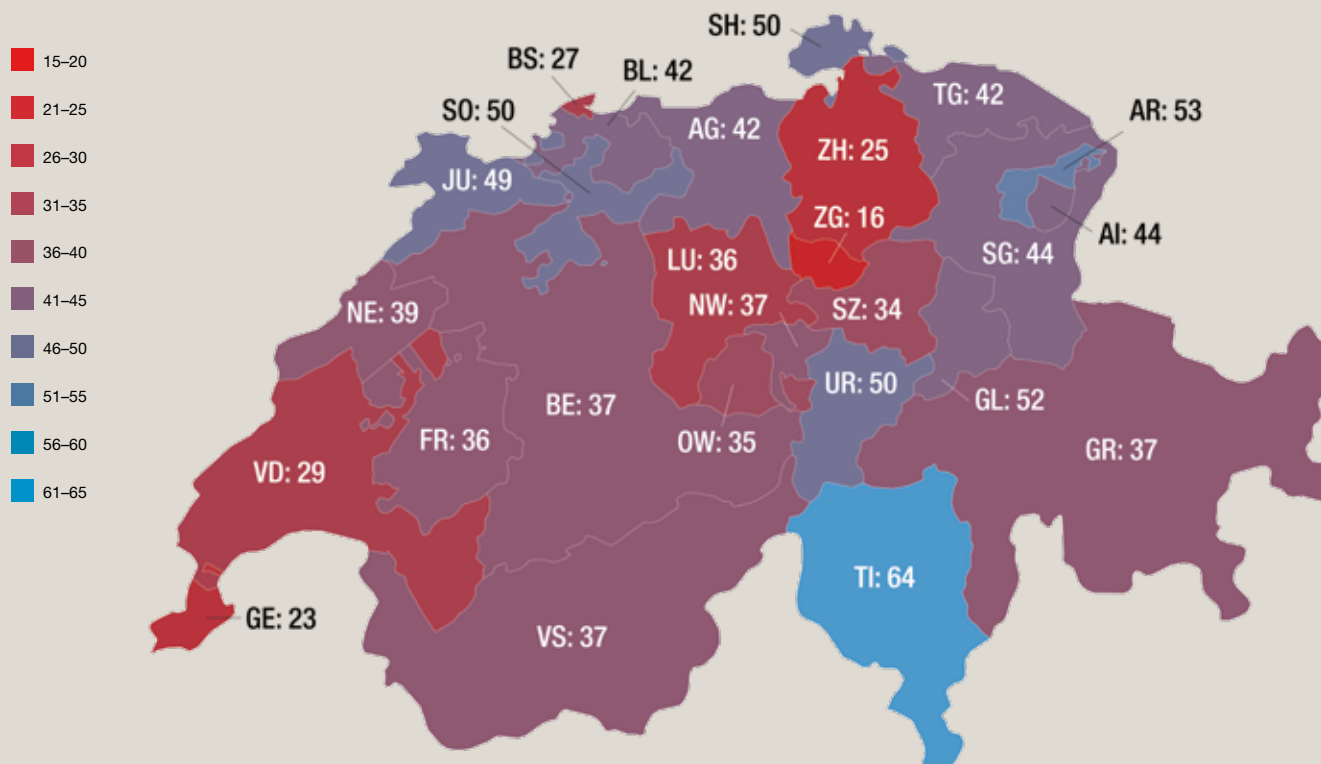 15–20
21–25
26–30
31–35
36–40
41–45
46–50
51–55
56–60
61–65
SH: 50
BS: 27
BL: 42
SO: 50
AG: 42
TG: 42
AR: 53
ZH: 25
JU: 49
ZG: 16
AI: 44
LU: 36
SG: 44
NE: 39
NW: 37
SZ: 34
UR: 50
BE: 37
GL: 52
FR: 36
OW: 35
GR: 37
VD: 29
TI: 64
GE: 23
VS: 37